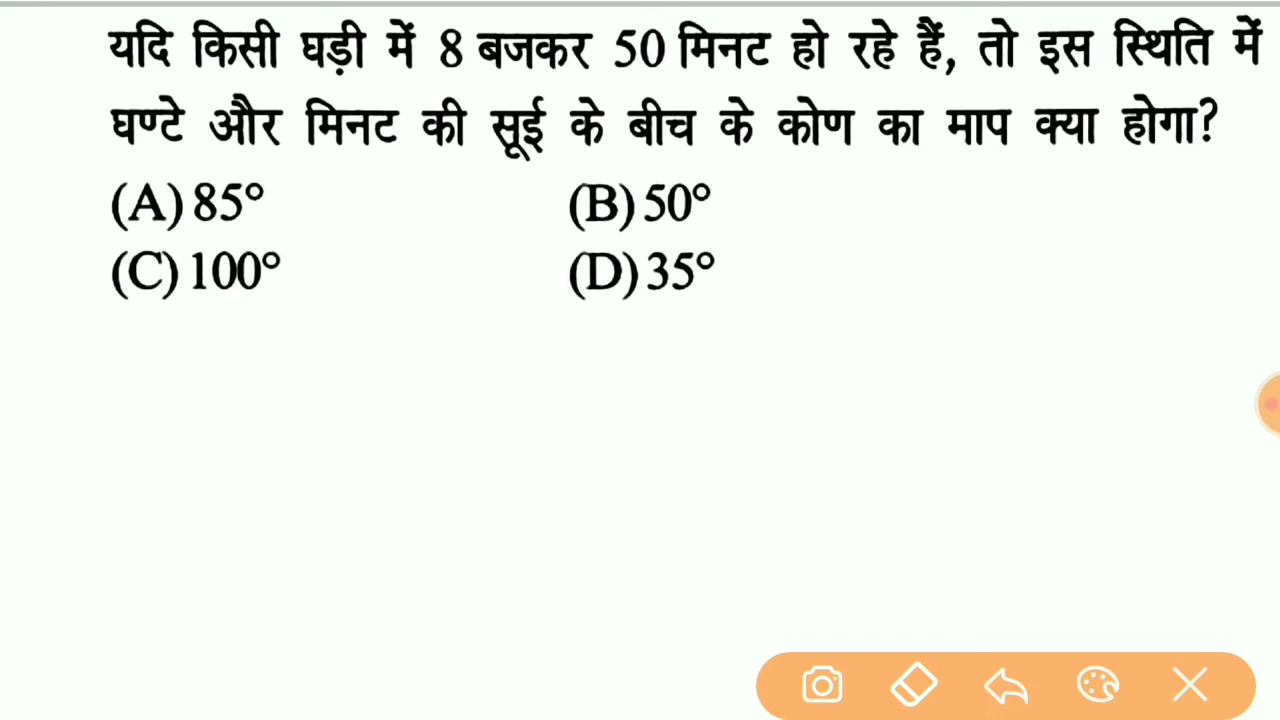 यदि किसी घड़ी में 8 बजकर 50 मिनट हो रहे हैं, तो इस स्थिति में
घण्टे और मिनट की सूई के बीच के कोण का माप क्या होगा?
(A) 85° (B) 50°
(C) 100° (D) 35°